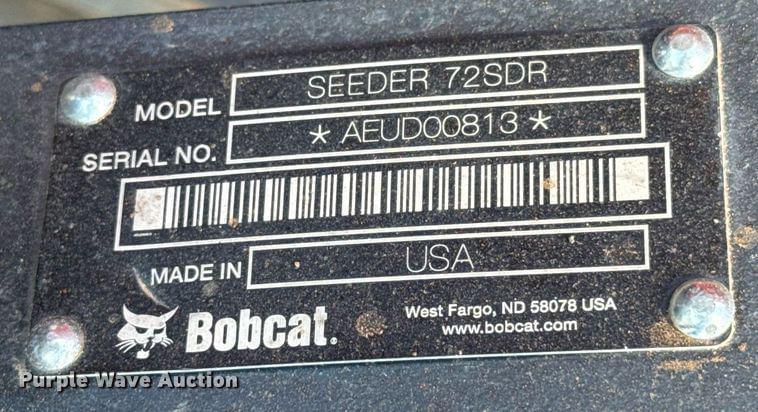 MODEL SEEDER 72SDR
SERIAL NO. * AEUD00813 *
MADE IN USA
Bobcat.
West Fargo, ND 58078 USA
www.bobcat.com
Purple Wave Auction